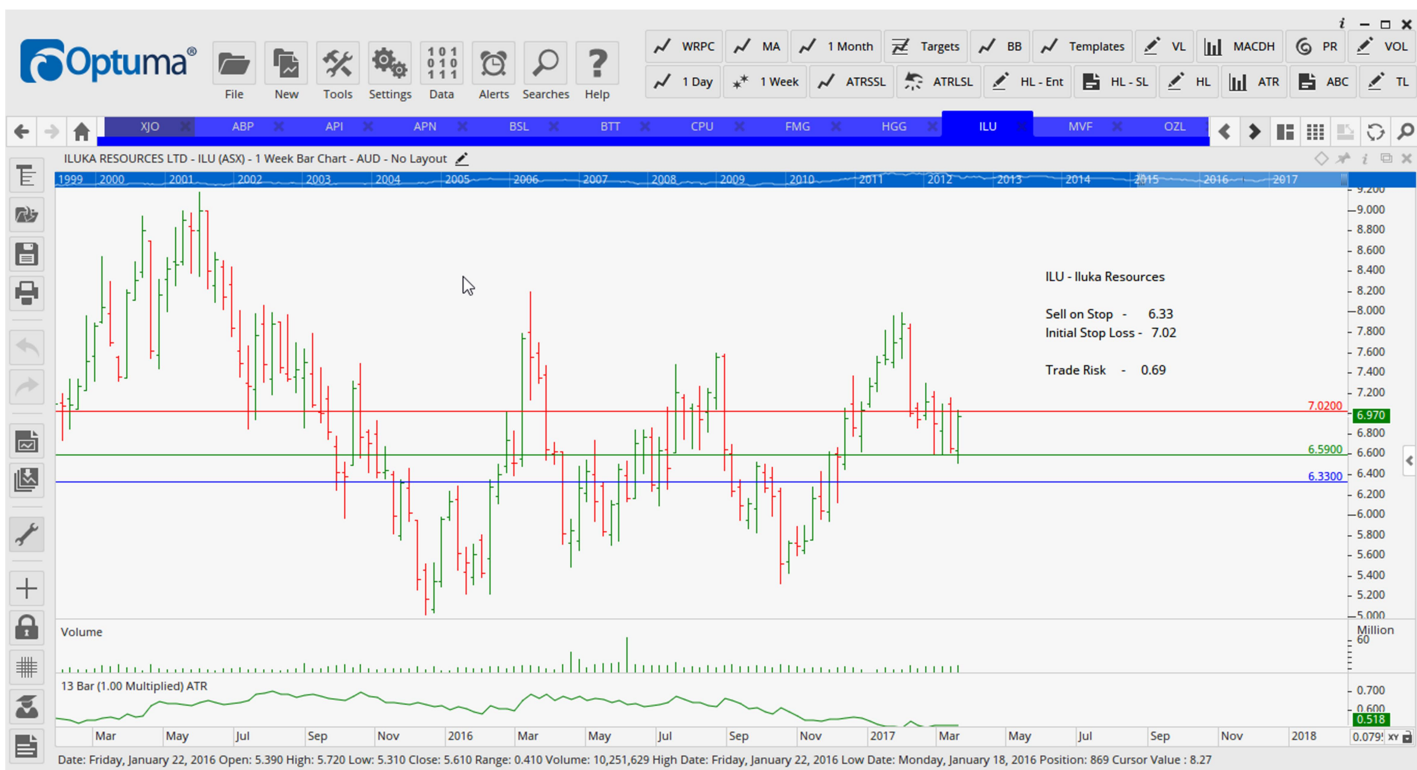 i
Optuma®
File New Tools Settings Data Alerts Searches Help
WRPC MA 1 Month Targets BB Templates VL MACDH PR VOL
1 Day 1 Week ATRSSL ATRLSL HL - Ent HL - SL HL ATR ABC TL
XJO ABP API APN BSL BTT CPU FMG HGG ILU MVF OZL
ILUKA RESOURCES LTD - ILU (ASX) - 1 Week Bar Chart - AUD - No Layout
1999 2000 2001 2002 2003 2004 2005 2006 2007 2008 2009 2010 2011 2012 2013 2014 2015 2016 2017
9.200
9.000
8.800
8.600
8.400
ILU - Iluka Resources
8.200
Sell on Stop - 6.33
8.000
Initial Stop Loss - 7.02
7.800
7.600
Trade Risk - 0.69
7.400
7.200
7.0200
6.970
6.800
6.5900
6.600
6.3300
6.400
6.200
6.000
5.800
5.600
5.400
5.200
5.000
Volume
Million
60
13 Bar (1.00 Multiplied) ATR
0.700
0.600
0.518
Mar May Jul Sep Nov 2016 Mar May Jul Sep Nov 2017 Mar May Jul Sep Nov 2018 XY
Date: Friday, January 22, 2016 Open: 5.390 High: 5.720 Low: 5.310 Close: 5.610 Range: 0.410 Volume: 10,251,629 High Date: Friday, January 22, 2016 Low Date: Monday, January 18, 2016 Position: 869 Cursor Value : 8.27